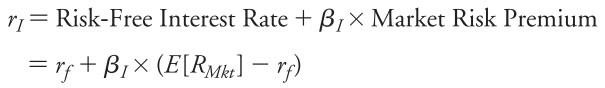 r_I = Risk-Free Interest Rate + β_I × Market Risk Premium
= r_f + β_I × (E[R_Mkt] − r_f)